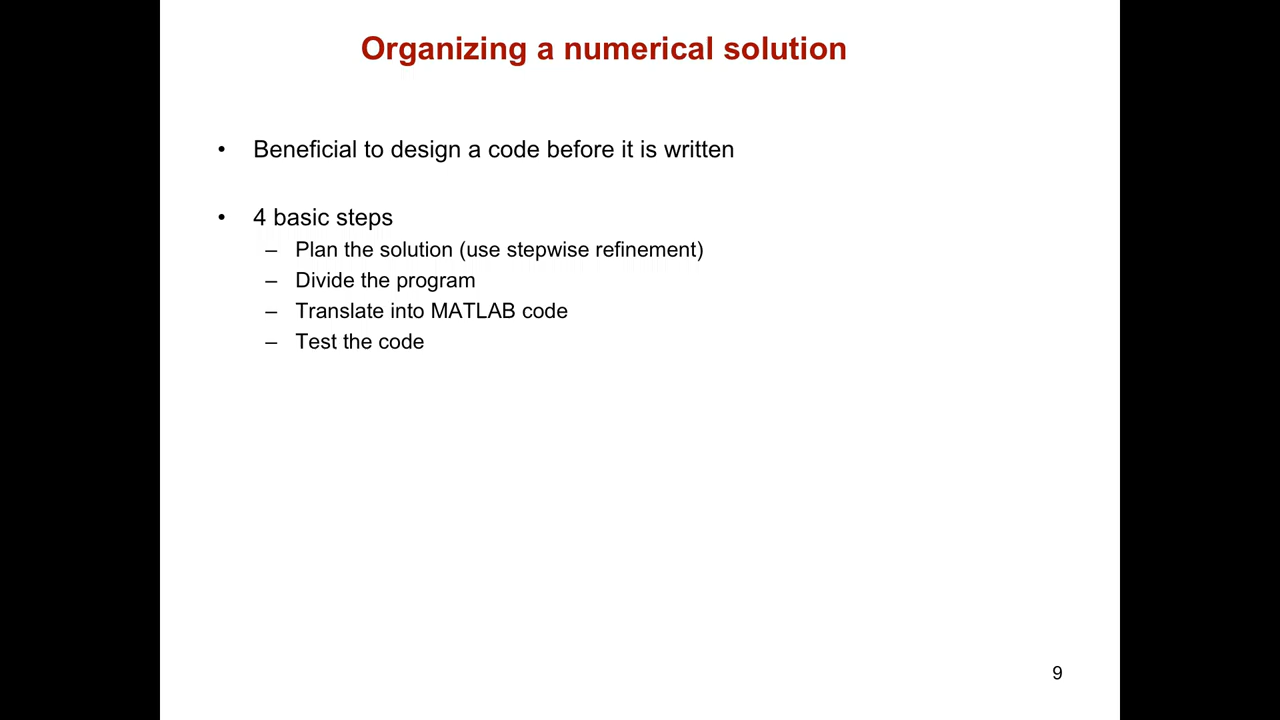 Organizing a numerical solution
• Beneficial to design a code before it is written
• 4 basic steps
– Plan the solution (use stepwise refinement)
– Divide the program
– Translate into MATLAB code
– Test the code
9